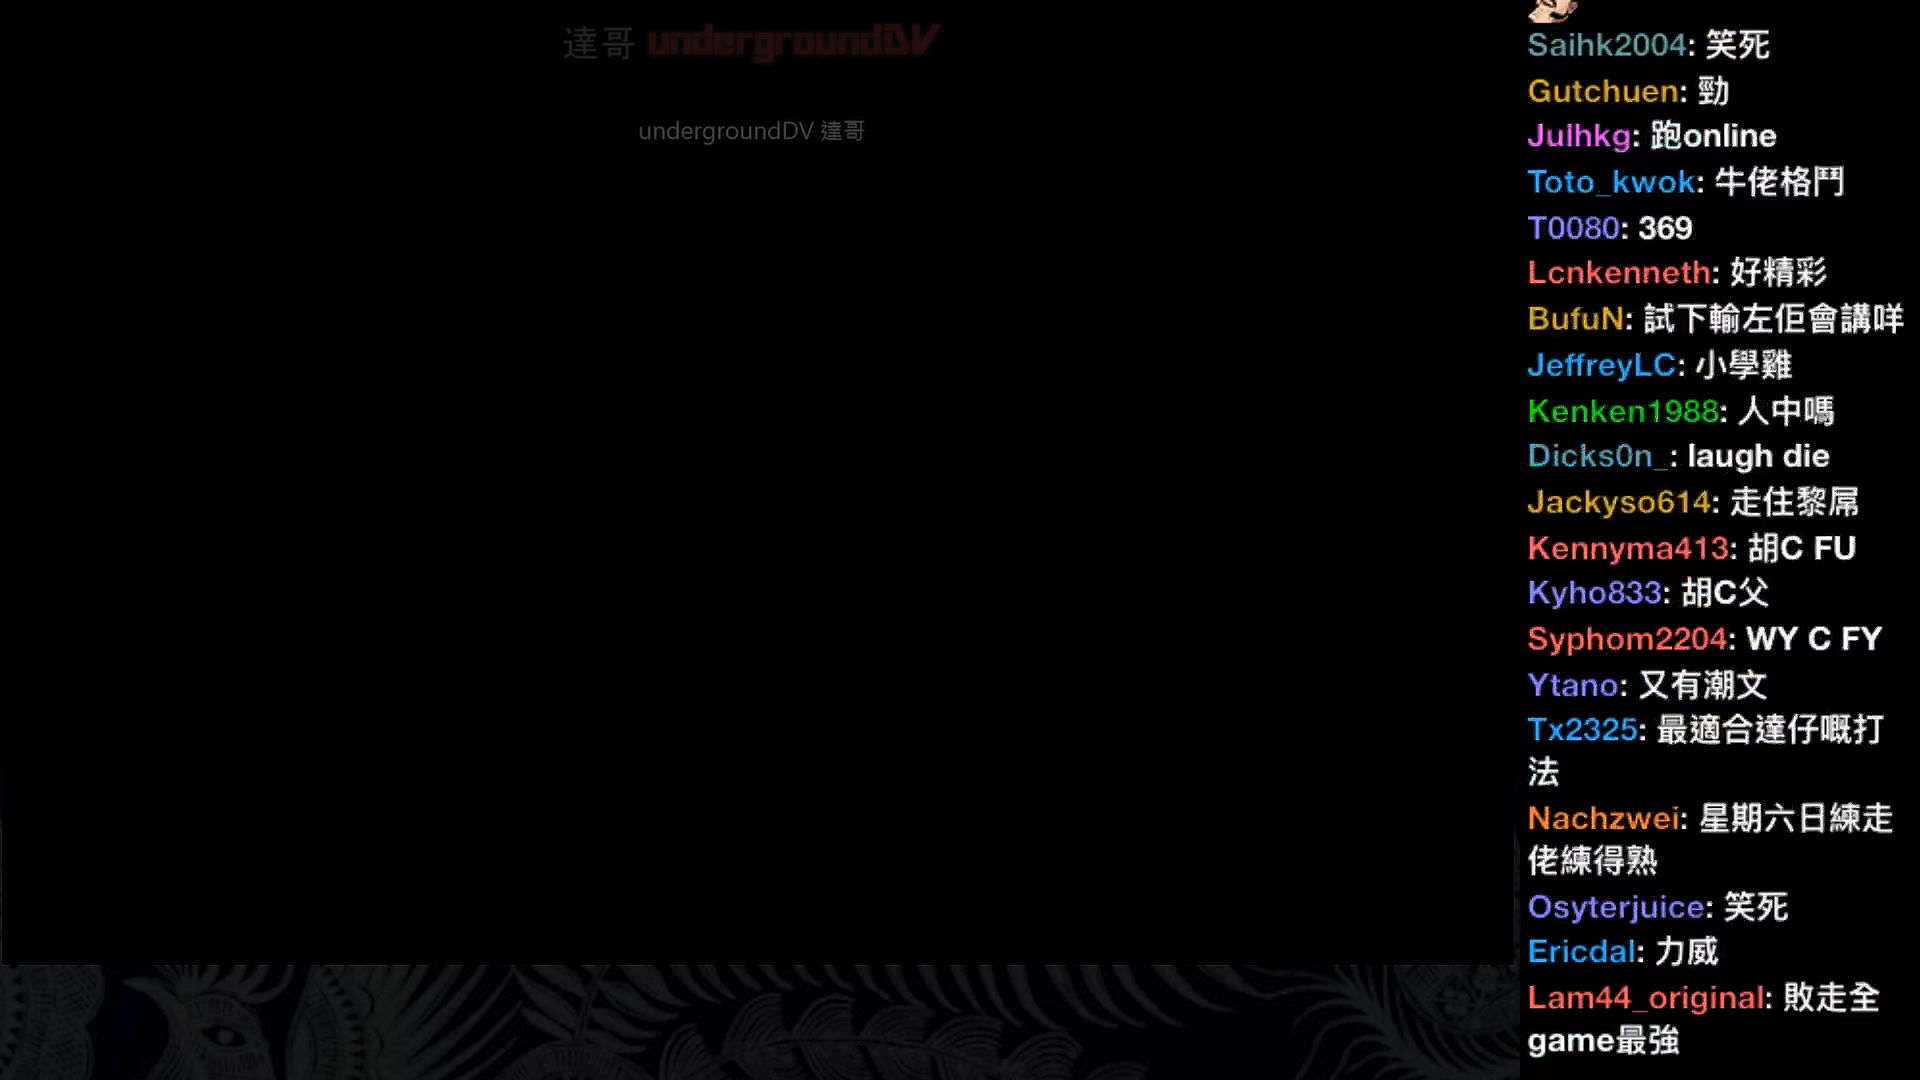 達哥 undergroundDV
undergroundDV 達哥
Saihk2004: 笑死
Gutchuen: 勁
Julhkg: 跑online
Toto_kwok: 牛佬格鬥
T0080: 369
Lcnkenneth: 好精彩
BufuN: 試下輸左佢會講咩
JeffreyLC: 小學雞
Kenken1988: 人中嗎
Dicks0n_: laugh die
Jackyso614: 走住黎屌
Kennyma413: 胡C FU
Kyho833: 胡C父
Syphom2204: WY C FY
Ytano: 又有潮文
Tx2325: 最適合達仔嘅打
法
Nachzwei: 星期六日練走
佬練得熟
Osyterjuice: 笑死
Ericdal: 力威
Lam44_original: 敗走全
game最強